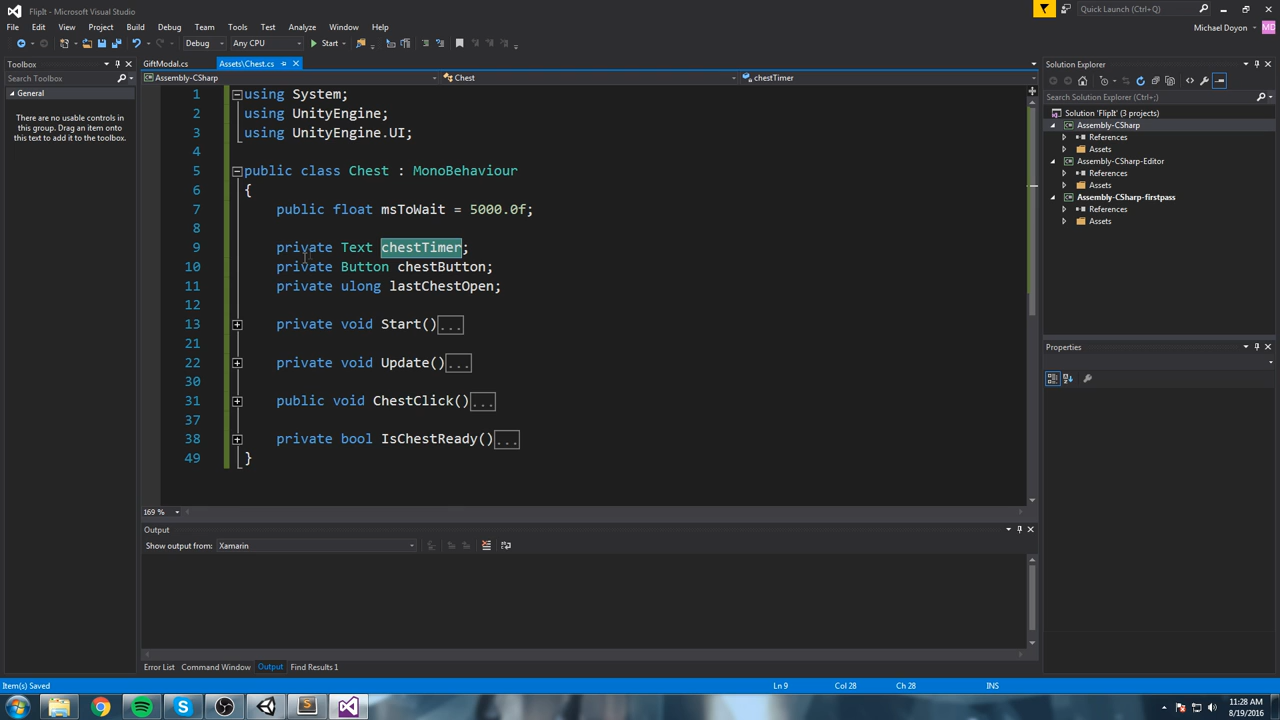 FlipIt - Microsoft Visual Studio
Quick Launch (Ctrl+Q)
File Edit View Project Build Debug Team Tools Test Analyze Window Help
Michael Doyon MD
Debug Any CPU Start
Toolbox
GiftModal.cs Assets\Chest.cs
Solution Explorer
Search Toolbox
Assembly-CSharp Chest chestTimer
General
There are no usable controls in
this group. Drag an item onto
this text to add it to the toolbox.
1 using System;
2 using UnityEngine;
3 using UnityEngine.UI;
4
5 public class Chest : MonoBehaviour
6 {
7 public float msToWait = 5000.0f;
8
9 private Text chestTimer;
10 private Button chestButton;
11 private ulong lastChestOpen;
12
13 private void Start()...
21
22 private void Update()...
30
31 public void ChestClick()...
37
38 private bool IsChestReady()...
49 }
Search Solution Explorer (Ctrl+;)
Solution 'FlipIt' (3 projects)
Assembly-CSharp
References
Assets
Assembly-CSharp-Editor
References
Assets
Assembly-CSharp-firstpass
References
Assets
Properties
169 %
Output
Show output from: Xamarin
Error List Command Window Output Find Results 1
Item(s) Saved Ln 9 Col 28 Ch 28 INS
11:28 AM
8/19/2016